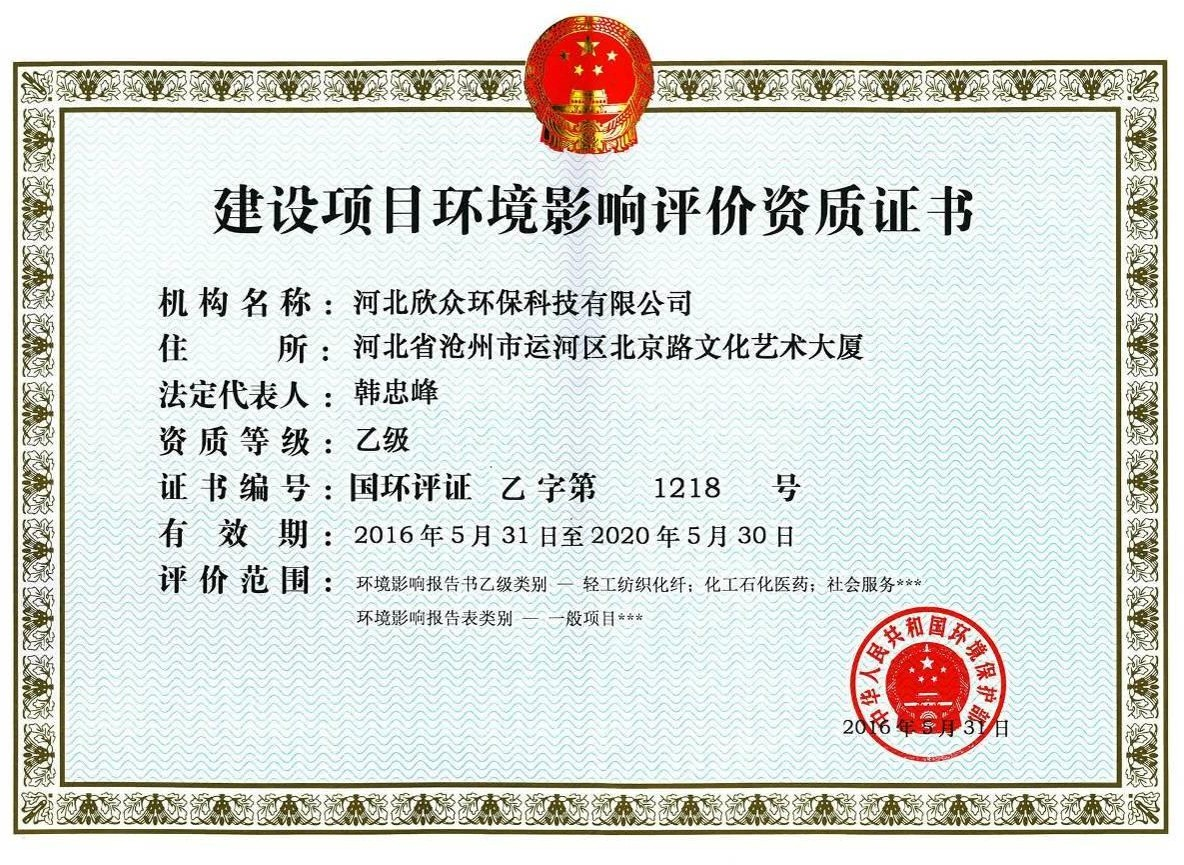 建设项目环境影响评价资质证书
机构名称：河北欣众环保科技有限公司
住所：河北省沧州市运河区北京路文化艺术大厦
法定代表人：韩忠峰
资质等级：乙级
证书编号：国环评证 乙字第 1218 号
有效期：2016年5月31日至2020年5月30日
评价范围：环境影响报告书乙级类别 — 轻工纺织化纤；化工石化医药；社会服务***
环境影响报告表类别 — 一般项目***
中华人民共和国环境保护部
2016年5月31日